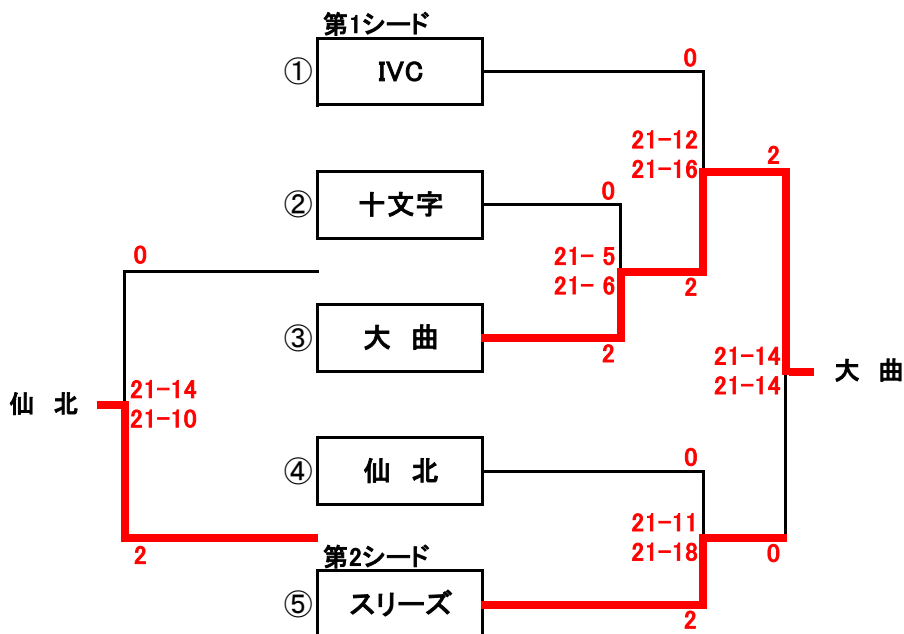 第1シード
① IVC
0
21-12
21-16
2
② 十文字
0
21- 5
21- 6
2
0
③ 大 曲
2
21-14
21-14
大 曲
仙 北
21-14
21-10
④ 仙 北
0
21-11
21-18
2
第2シード
0
⑤ スリーズ
2